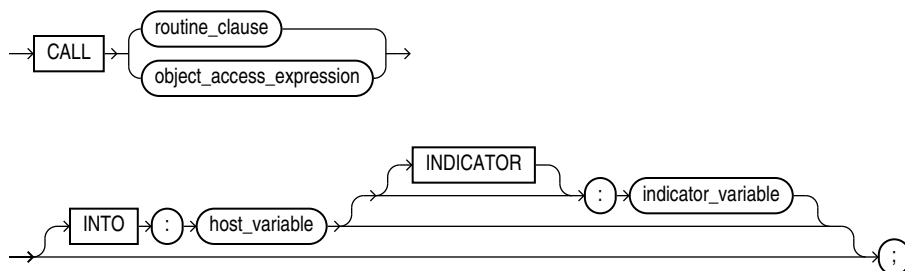 CALL
routine_clause
object_access_expression
INDICATOR
: indicator_variable
INTO : host_variable
;